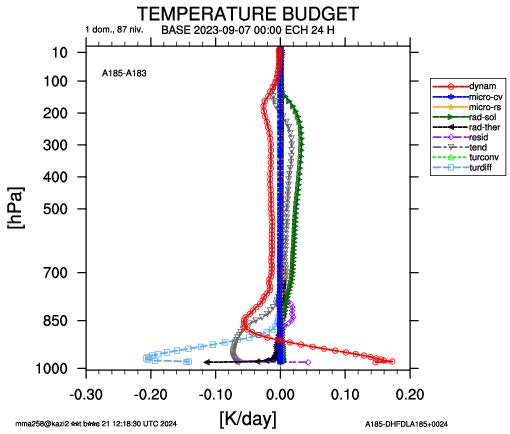 TEMPERATURE BUDGET
1 dom., 87 niv.
BASE 2023-09-07 00:00 ECH 24 H
A185-A183
10
100
200
300
400
500
700
850
1000
[hPa]
-0.30
-0.20
-0.10
0.00
0.10
0.20
[K/day]
dynam
micro-cv
micro-rs
rad-sol
rad-ther
resid
tend
turconv
turdiff
mma258@kazi2 21 12:18:30 UTC 2024
A185-DHFDLA185+0024